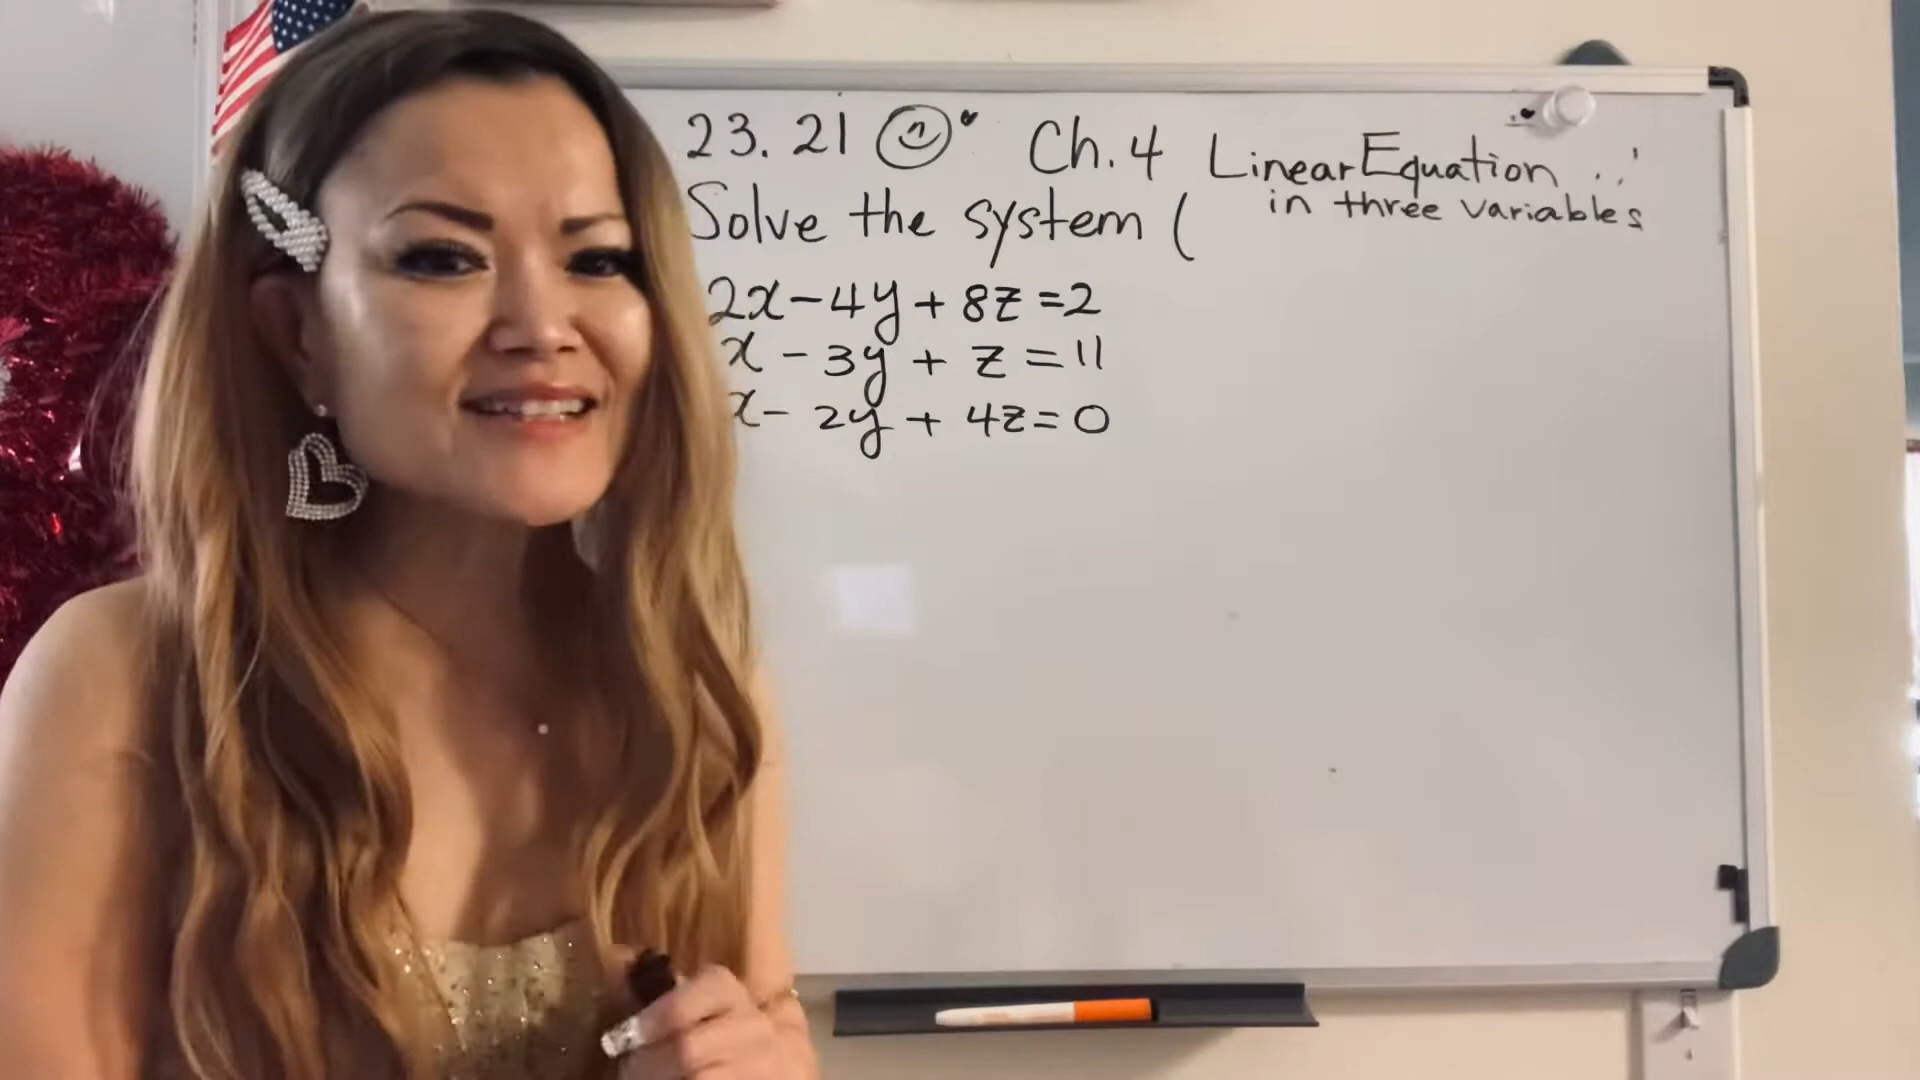 23. 21 Ch. 4 Linear Equation
in three variables
Solve the system (
2x - 4y + 8z = 2
x - 3y + z = 11
x - 2y + 4z = 0